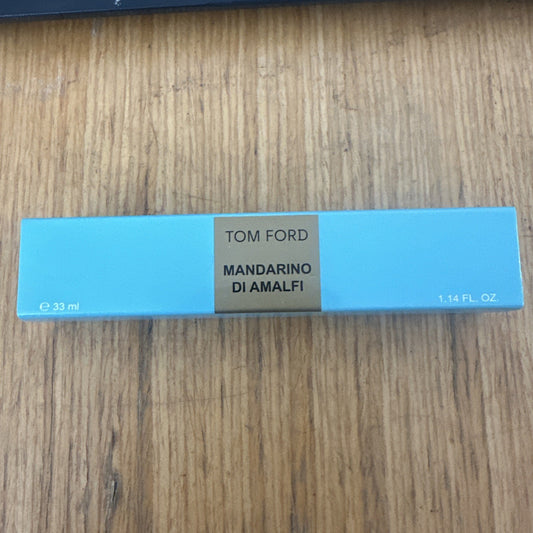 TOM FORD
MANDARINO
DI AMALFI
℮ 33 ml
1.14 FL. OZ.